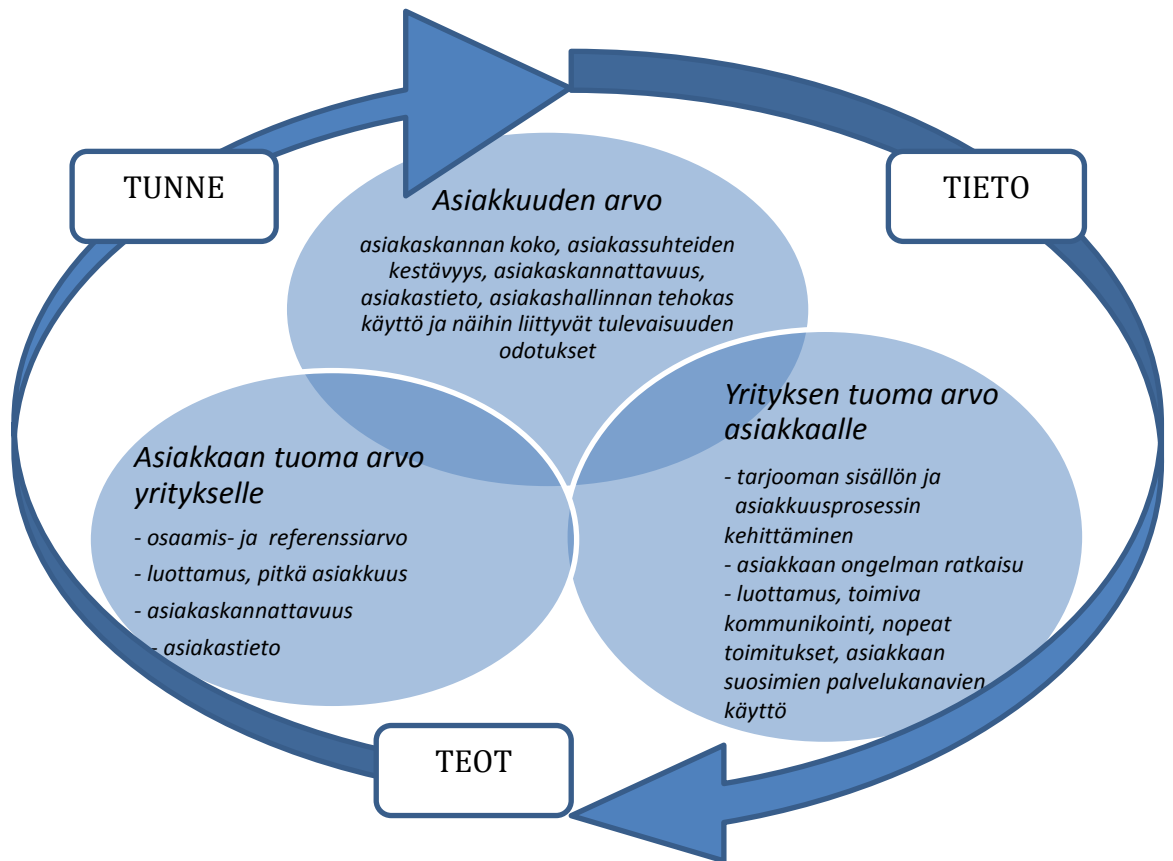 TUNNE
TIETO
Asiakkuuden arvo
asiakaskannan koko, asiakassuhteiden
kestävyys, asiakaskannattavuus,
asiakastieto, asiakashallinnan tehokas
käyttö ja näihin liittyvät tulevaisuuden
odotukset
Asiakkaan tuoma arvo
yritykselle
- osaamis- ja referenssiarvo
- luottamus, pitkä asiakkuus
- asiakaskannattavuus
- asiakastieto
Yrityksen tuoma arvo
asiakkaalle
- tarjooman sisällön ja
asiakkuusprosessin
kehittäminen
- asiakkaan ongelman ratkaisu
- luottamus, toimiva
kommunikointi, nopeat
toimitukset, asiakkaan
suosimien palvelukanavien
käyttö
TEOT